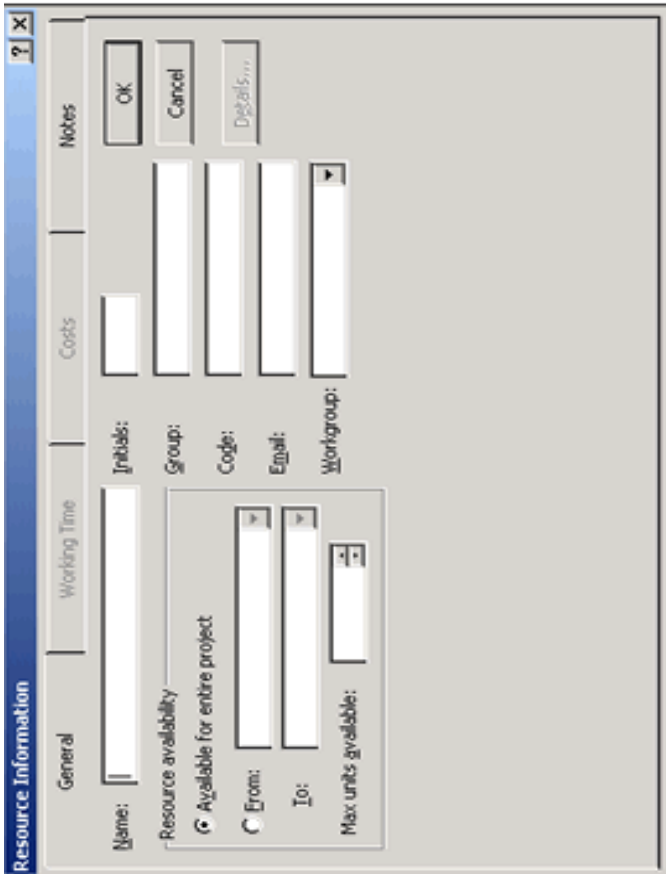 Resource Information ? X
General Working Time Costs Notes
Name: Initials: OK
Resource availability Group: Cancel
Available for entire project Code:
From: Email: Details...
To: Workgroup:
Max units available: